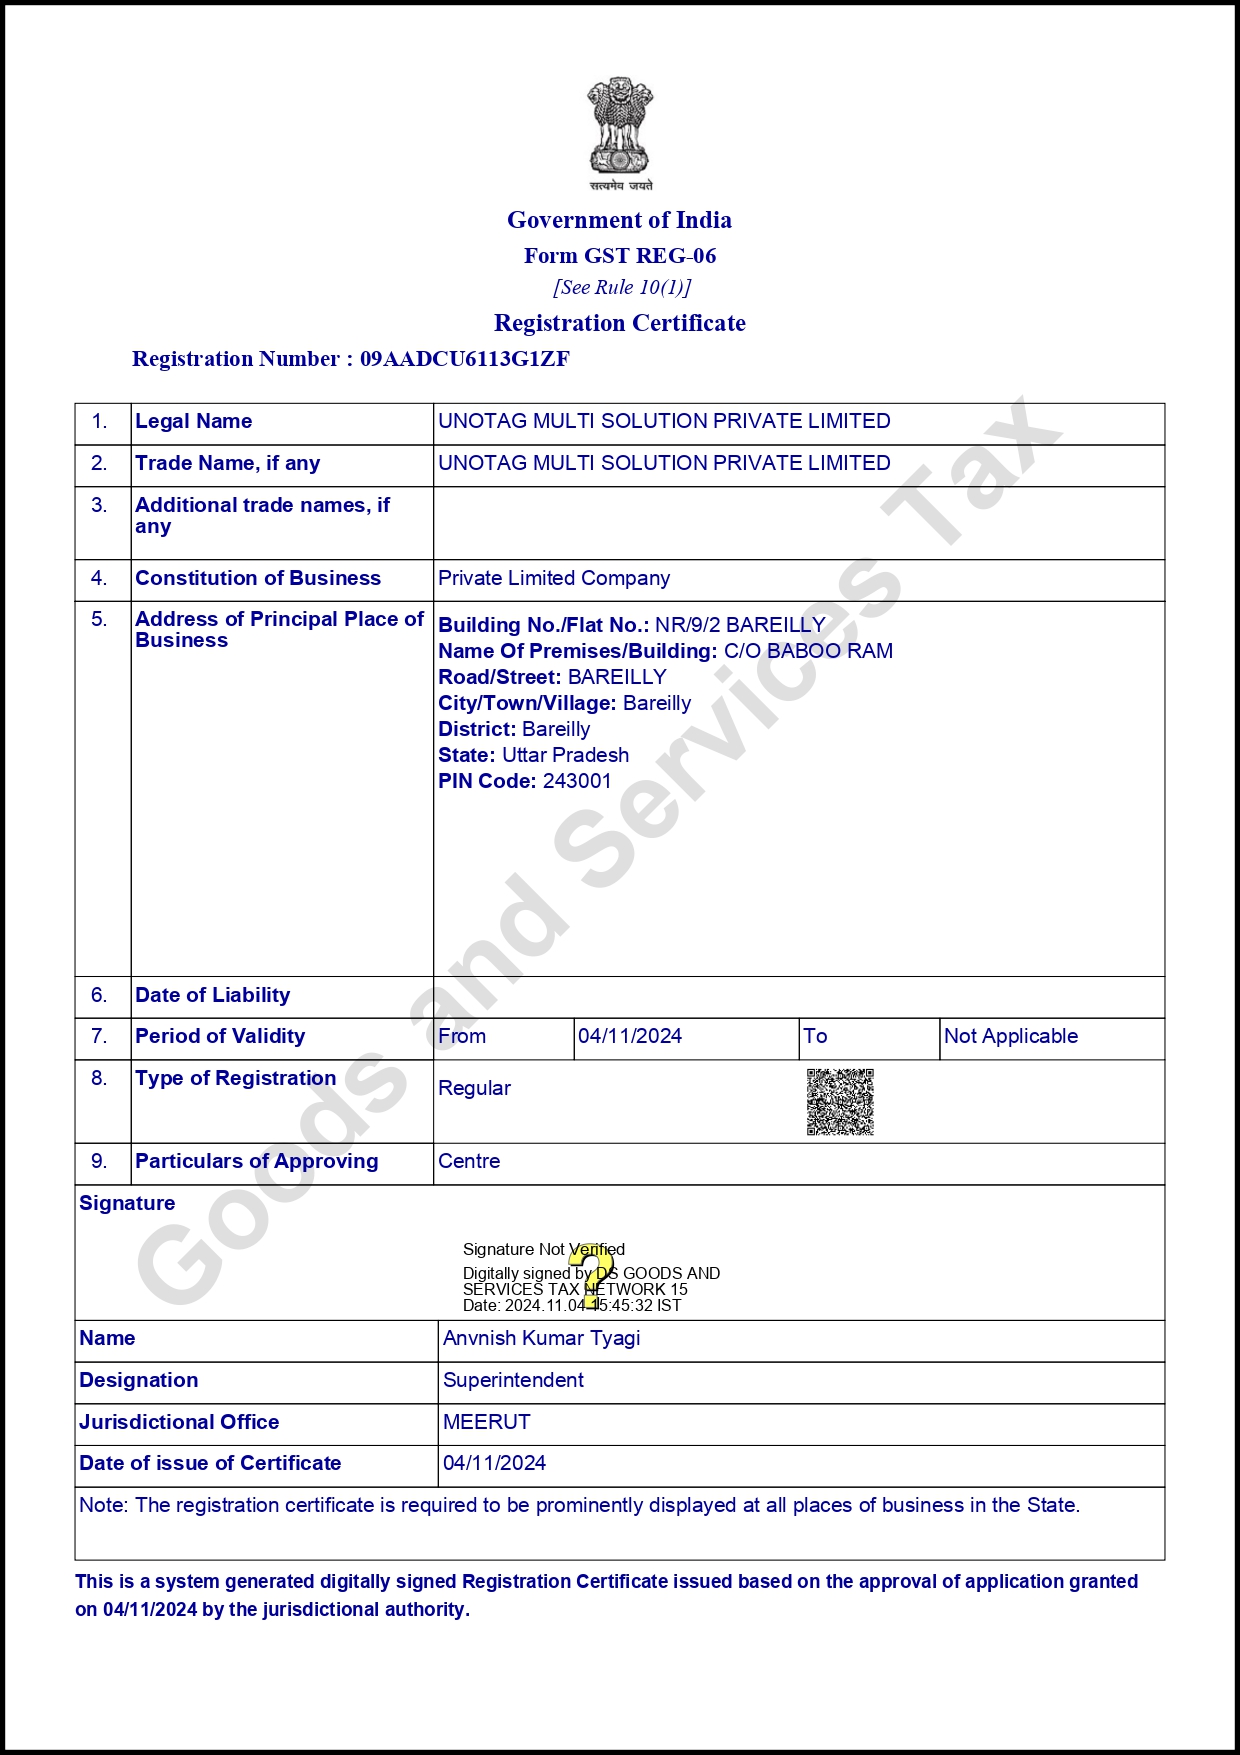 सत्यमेव जयते
Government of India
Form GST REG-06
[See Rule 10(1)]
Registration Certificate
Registration Number : 09AADCU6113G1ZF
1. Legal Name UNOTAG MULTI SOLUTION PRIVATE LIMITED
2. Trade Name, if any UNOTAG MULTI SOLUTION PRIVATE LIMITED
3. Additional trade names, if
any
4. Constitution of Business Private Limited Company
5. Address of Principal Place of
Business
Building No./Flat No.: NR/9/2 BAREILLY
Name Of Premises/Building: C/O BABOO RAM
Road/Street: BAREILLY
City/Town/Village: Bareilly
District: Bareilly
State: Uttar Pradesh
PIN Code: 243001
6. Date of Liability
7. Period of Validity From 04/11/2024 To Not Applicable
8. Type of Registration Regular
9. Particulars of Approving Centre
Signature
Signature Not Verified
Digitally signed by DS GOODS AND
SERVICES TAX NETWORK 15
Date: 2024.11.04 15:45:32 IST
Name Anvnish Kumar Tyagi
Designation Superintendent
Jurisdictional Office MEERUT
Date of issue of Certificate 04/11/2024
Note: The registration certificate is required to be prominently displayed at all places of business in the State.
This is a system generated digitally signed Registration Certificate issued based on the approval of application granted
on 04/11/2024 by the jurisdictional authority.
Goods and Services Tax